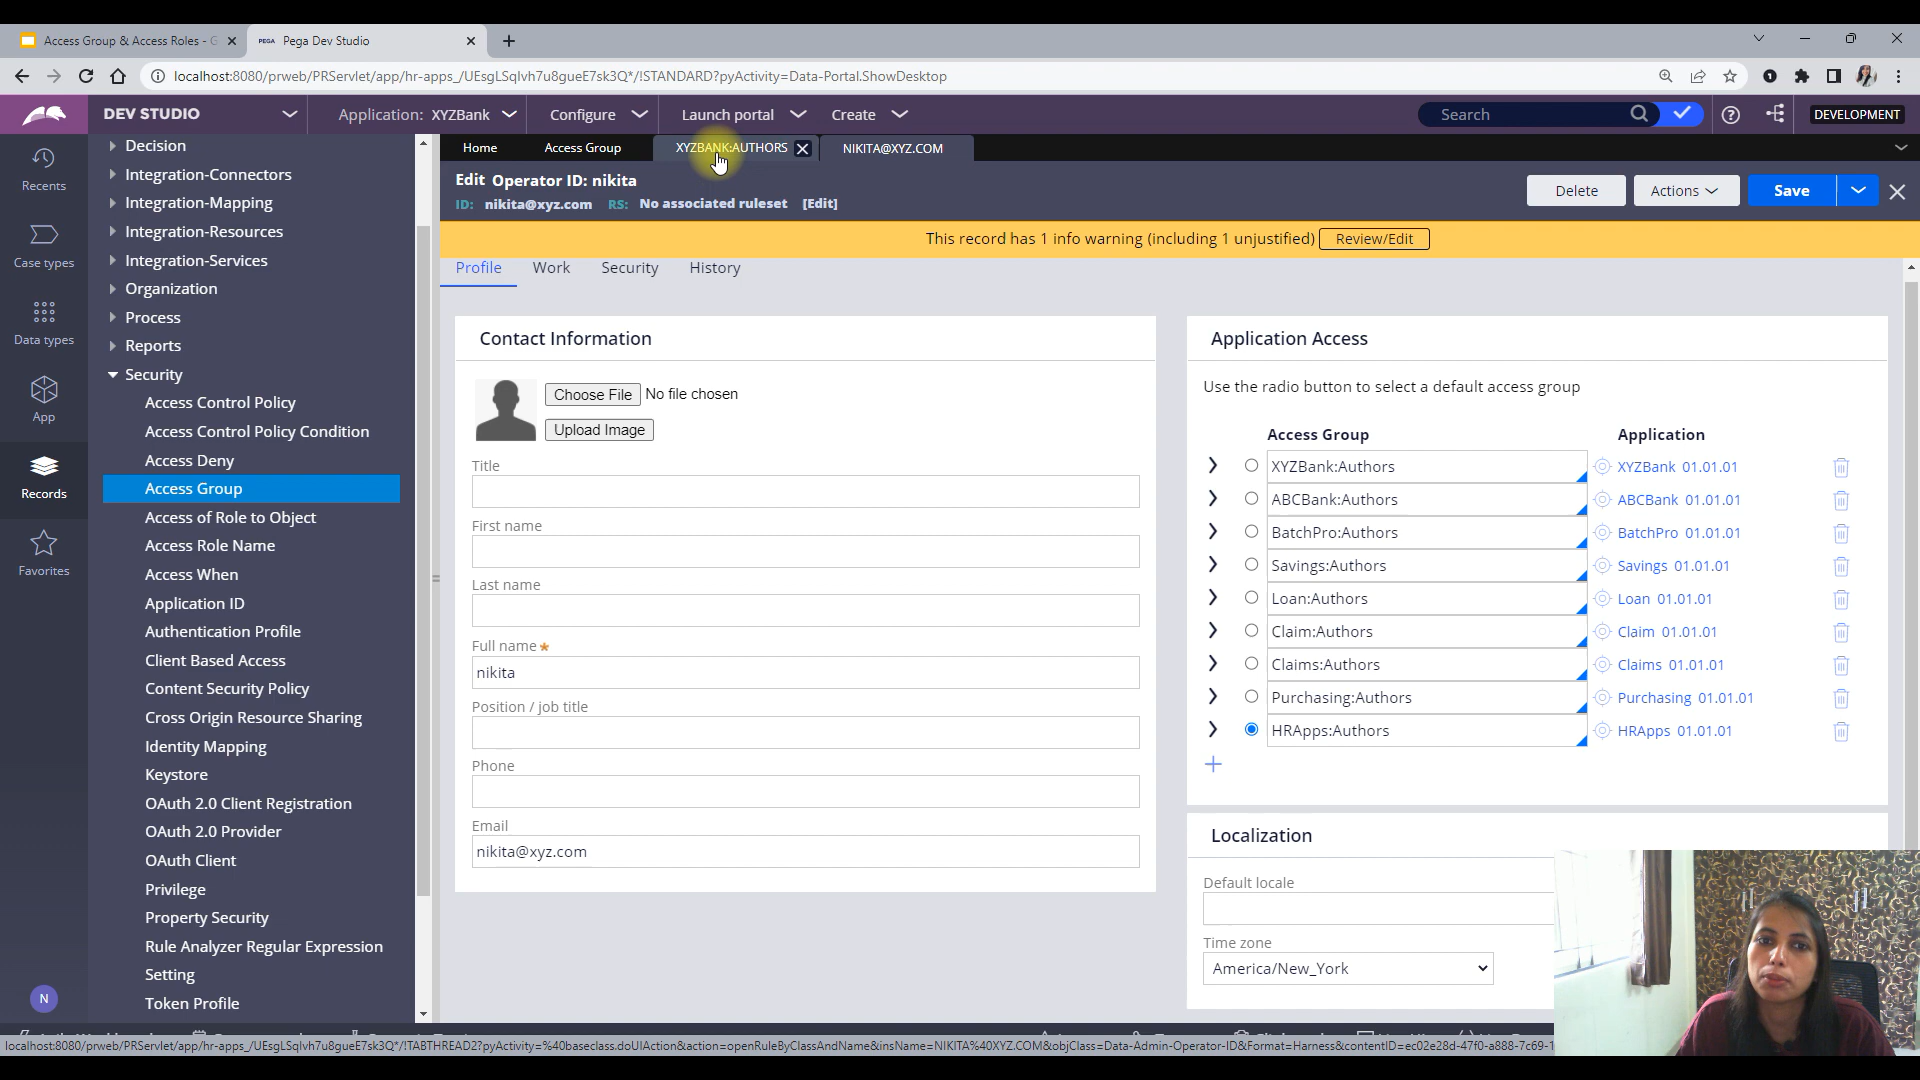 Access Group & Access Roles - G
PEGA Pega Dev Studio
localhost:8080/prweb/PRServlet/app/hr-apps_/UEsgLSqlvh7u8gueE7sk3Q*/!STANDARD?pyActivity=Data-Portal.ShowDesktop
DEV STUDIO
Application: XYZBank
Configure
Launch portal
Create
Search
DEVELOPMENT
Recents
Case types
Data types
App
Records
Favorites
N
Decision
Integration-Connectors
Integration-Mapping
Integration-Resources
Integration-Services
Organization
Process
Reports
Security
Access Control Policy
Access Control Policy Condition
Access Deny
Access Group
Access of Role to Object
Access Role Name
Access When
Application ID
Authentication Profile
Client Based Access
Content Security Policy
Cross Origin Resource Sharing
Identity Mapping
Keystore
OAuth 2.0 Client Registration
OAuth 2.0 Provider
OAuth Client
Privilege
Property Security
Rule Analyzer Regular Expression
Setting
Token Profile
Home
Access Group
XYZBANK:AUTHORS
NIKITA@XYZ.COM
Edit Operator ID: nikita
ID: nikita@xyz.com RS: No associated ruleset [Edit]
Delete
Actions
Save
This record has 1 info warning (including 1 unjustified) Review/Edit
Profile
Work
Security
History
Contact Information
Choose File No file chosen
Upload Image
Title
First name
Last name
Full name
nikita
Position / job title
Phone
Email
nikita@xyz.com
Application Access
Use the radio button to select a default access group
Access Group Application
XYZBank:Authors XYZBank 01.01.01
ABCBank:Authors ABCBank 01.01.01
BatchPro:Authors BatchPro 01.01.01
Savings:Authors Savings 01.01.01
Loan:Authors Loan 01.01.01
Claim:Authors Claim 01.01.01
Claims:Authors Claims 01.01.01
Purchasing:Authors Purchasing 01.01.01
HRApps:Authors HRApps 01.01.01
Localization
Default locale
Time zone
America/New_York
localhost:8080/prweb/PRServlet/app/hr-apps_/UEsgLSqlvh7u8gueE7sk3Q*/!TABTHREAD2?pyActivity=%40baseclass.doUIAction&action=openRuleByClassAndName&insName=NIKITA%40XYZ.COM&objClass=Data-Admin-Operator-ID&Format=Harness&contentID=ec02e28d-47f0-a888-7c69-1